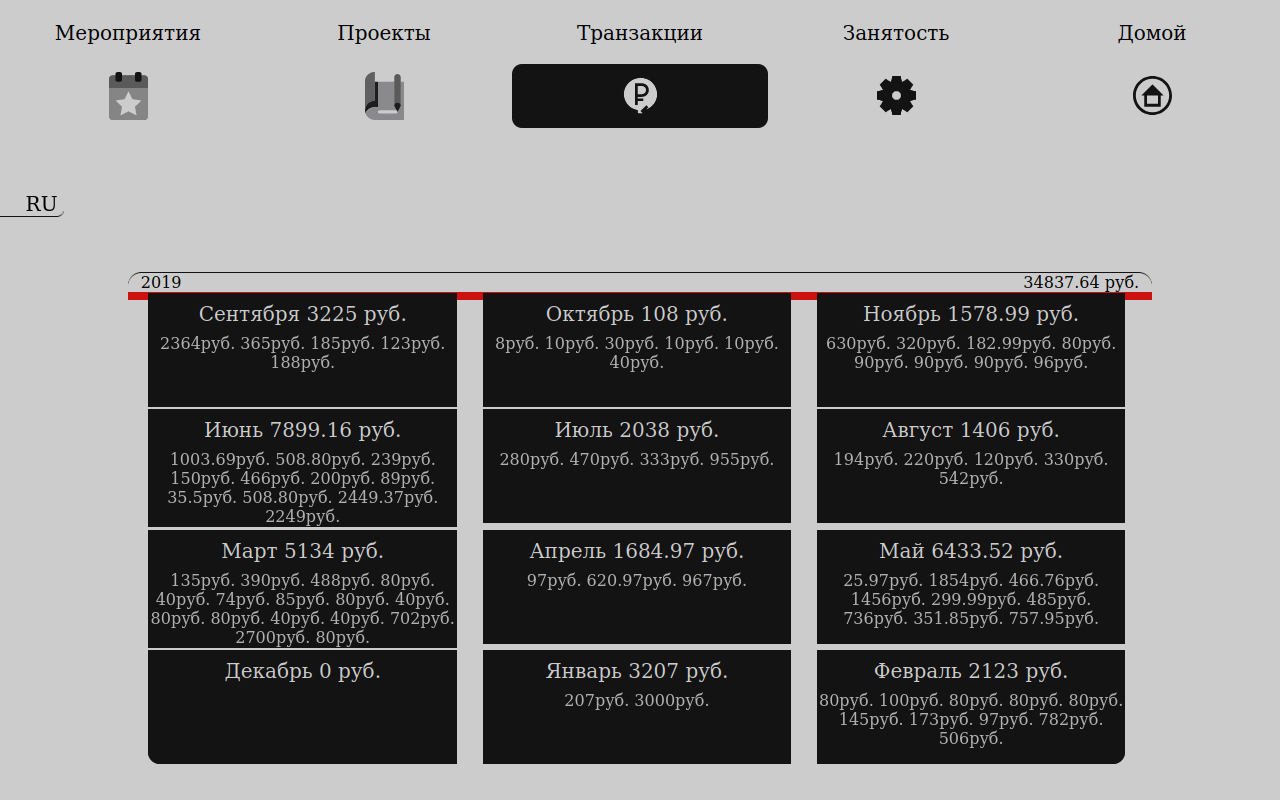 Мероприятия
Проекты
Транзакции
Занятость
Домой
RU
2019
34837.64 руб.
Сентября 3225 руб.
2364руб. 365руб. 185руб. 123руб.
188руб.
Октябрь 108 руб.
8руб. 10руб. 30руб. 10руб. 10руб.
40руб.
Ноябрь 1578.99 руб.
630руб. 320руб. 182.99руб. 80руб.
90руб. 90руб. 90руб. 96руб.
Июнь 7899.16 руб.
1003.69руб. 508.80руб. 239руб.
150руб. 466руб. 200руб. 89руб.
35.5руб. 508.80руб. 2449.37руб.
2249руб.
Июль 2038 руб.
280руб. 470руб. 333руб. 955руб.
Август 1406 руб.
194руб. 220руб. 120руб. 330руб.
542руб.
Март 5134 руб.
135руб. 390руб. 488руб. 80руб.
40руб. 74руб. 85руб. 80руб. 40руб.
80руб. 80руб. 40руб. 40руб. 702руб.
2700руб. 80руб.
Апрель 1684.97 руб.
97руб. 620.97руб. 967руб.
Май 6433.52 руб.
25.97руб. 1854руб. 466.76руб.
1456руб. 299.99руб. 485руб.
736руб. 351.85руб. 757.95руб.
Декабрь 0 руб.
Январь 3207 руб.
207руб. 3000руб.
Февраль 2123 руб.
80руб. 100руб. 80руб. 80руб. 80руб.
145руб. 173руб. 97руб. 782руб.
506руб.